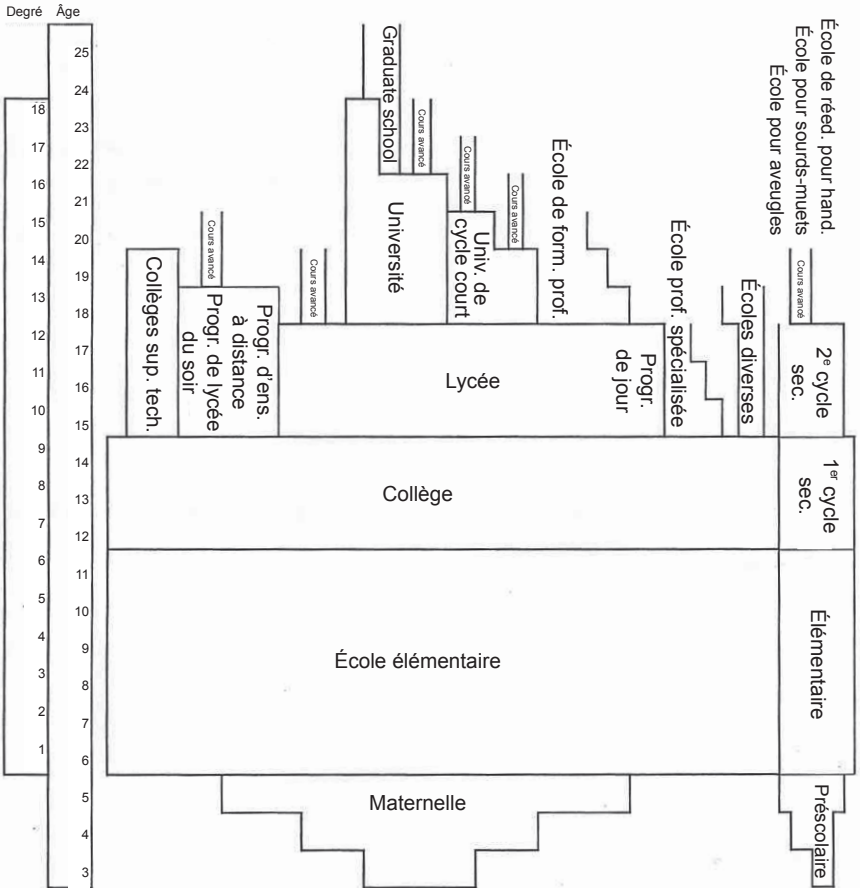 Degré Âge
25
24
23
22
21
20
19
18
17
16
15
14
13
12
11
10
9
8
7
6
5
4
3
18
17
16
15
14
13
12
11
10
9
8
7
6
5
4
3
2
1
Collèges sup. tech.
Cours avancé
Progr. d'ens.
à distance
Progr. de lycée
du soir
Cours avancé
Graduate school
Université
Cours avancé
Cours avancé
Univ. de
cycle court
Cours avancé
École de form. prof.
Lycée
Progr.
de jour
École prof. spécialisée
Écoles diverses
École de rééd. pour hand.
École pour sourds-muets
École pour aveugles
Cours avancé
2e cycle
sec.
Collège
1er cycle
sec.
École élémentaire
Élémentaire
Maternelle
Préscolaire